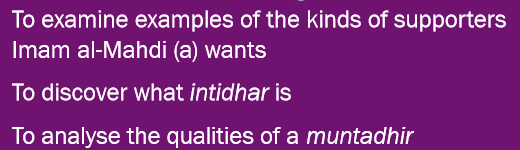 To examine examples of the kinds of supporters
Imam al-Mahdi (a) wants
To discover what intidhar is
To analyse the qualities of a muntadhir